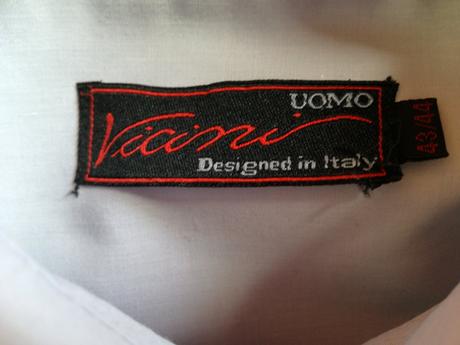 UOMO
Vicini
Designed in Italy
43/44